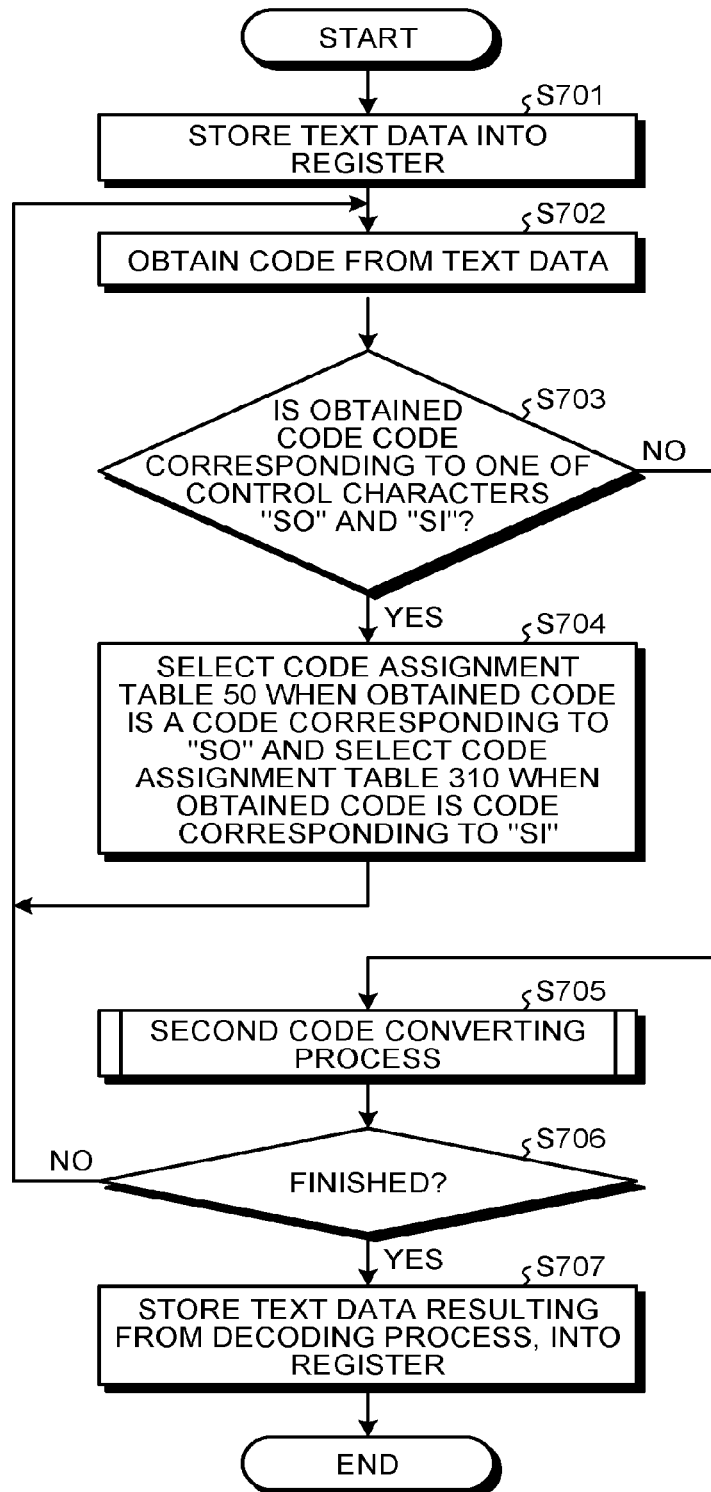 START
S701
STORE TEXT DATA INTO
REGISTER
S702
OBTAIN CODE FROM TEXT DATA
S703
IS OBTAINED
CODE CODE
CORRESPONDING TO ONE OF
CONTROL CHARACTERS
"SO" AND "SI"?
NO
YES
S704
SELECT CODE ASSIGNMENT
TABLE 50 WHEN OBTAINED CODE
IS A CODE CORRESPONDING TO
"SO" AND SELECT CODE
ASSIGNMENT TABLE 310 WHEN
OBTAINED CODE IS CODE
CORRESPONDING TO "SI"
S705
SECOND CODE CONVERTING
PROCESS
S706
NO
FINISHED?
YES
S707
STORE TEXT DATA RESULTING
FROM DECODING PROCESS, INTO
REGISTER
END